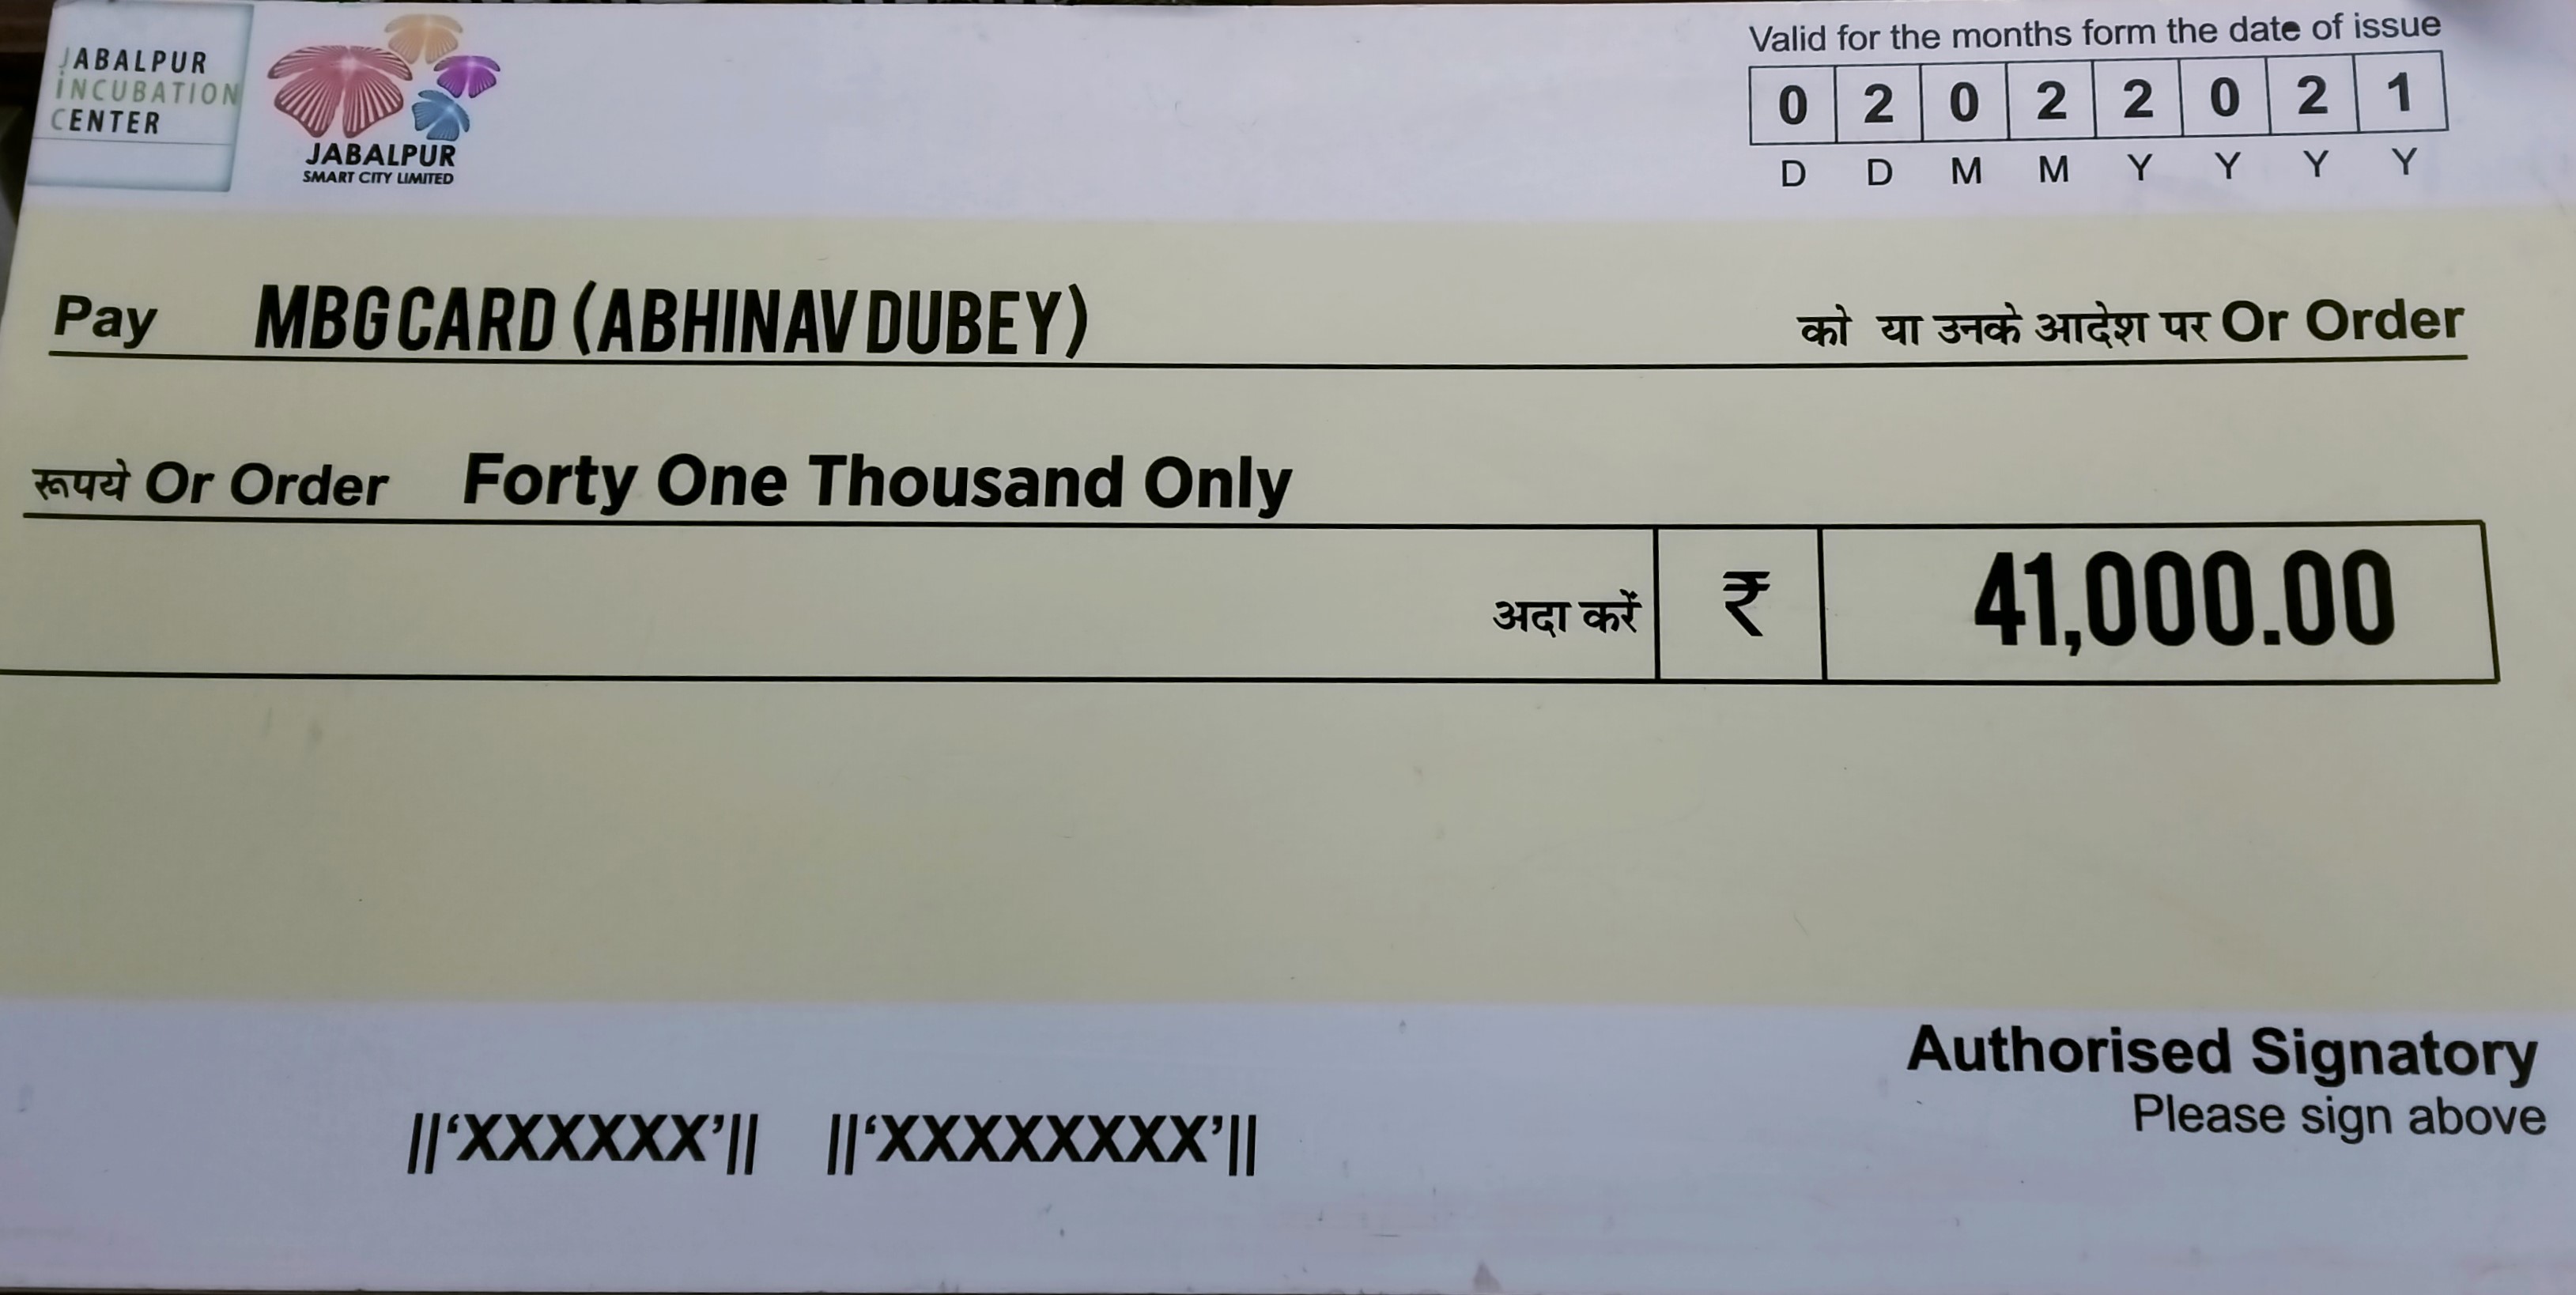 JABALPUR
INCUBATION
CENTER
JABALPUR
SMART CITY LIMITED
Valid for the months form the date of issue
0 2 0 2 2 0 2 1
D D M M Y Y Y Y
Pay MBG CARD (ABHINAV DUBEY) को या उनके आदेश पर Or Order
रूपये Or Order Forty One Thousand Only
अदा करें ₹ 41,000.00
Authorised Signatory
Please sign above
||‘XXXXXX’|| ||‘XXXXXXXX’||